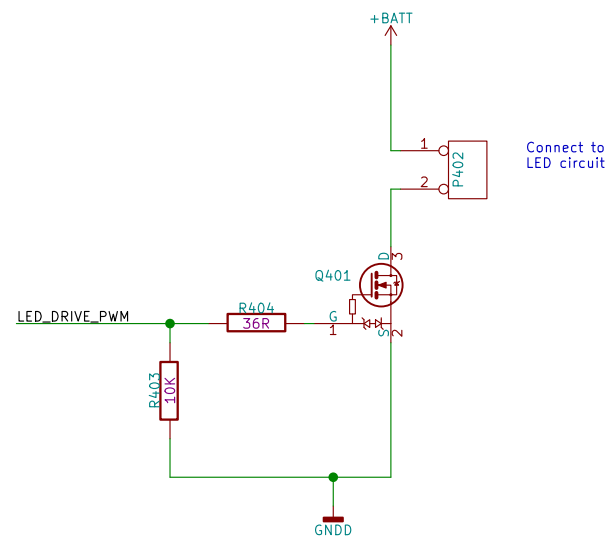 +BATT
1
2
P402
Connect to
LED circuit
D
3
Q401
LED_DRIVE_PWM
R404
36R
G
1
S
2
R403
10K
GNDD